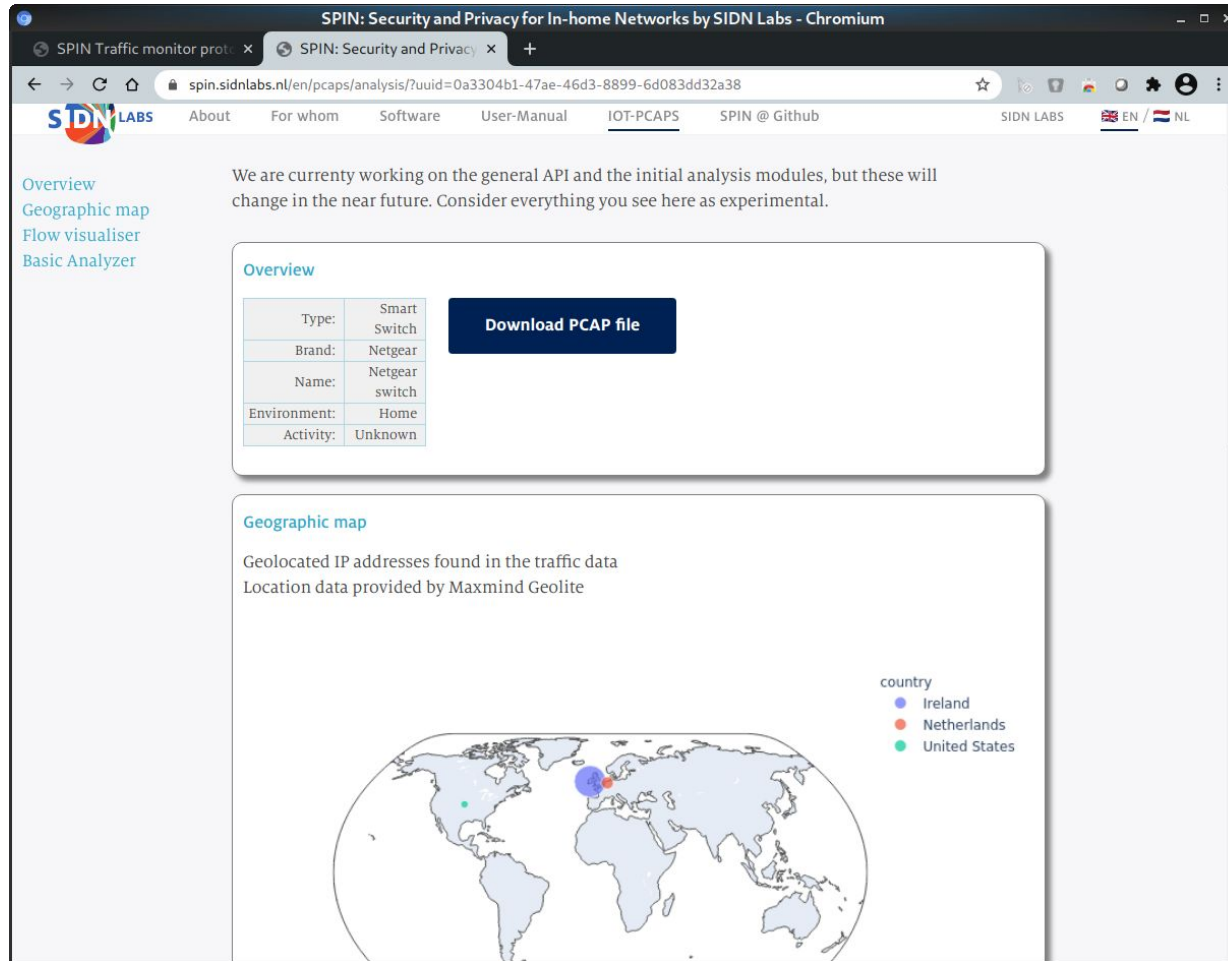 SPIN: Security and Privacy for In-home Networks by SIDN Labs - Chromium
SPIN Traffic monitor proto
SPIN: Security and Privacy
spin.sidnlabs.nl/en/pcaps/analysis/?uuid=0a3304b1-47ae-46d3-8899-6d083dd32a38
SIDN LABS About For whom Software User-Manual IOT-PCAPS SPIN @ Github SIDN LABS EN / NL
Overview
Geographic map
Flow visualiser
Basic Analyzer
We are currenty working on the general API and the initial analysis modules, but these will
change in the near future. Consider everything you see here as experimental.
Overview
Type: Smart
Switch
Brand: Netgear
Name: Netgear
switch
Environment: Home
Activity: Unknown
Download PCAP file
Geographic map
Geolocated IP addresses found in the traffic data
Location data provided by Maxmind Geolite
country
Ireland
Netherlands
United States